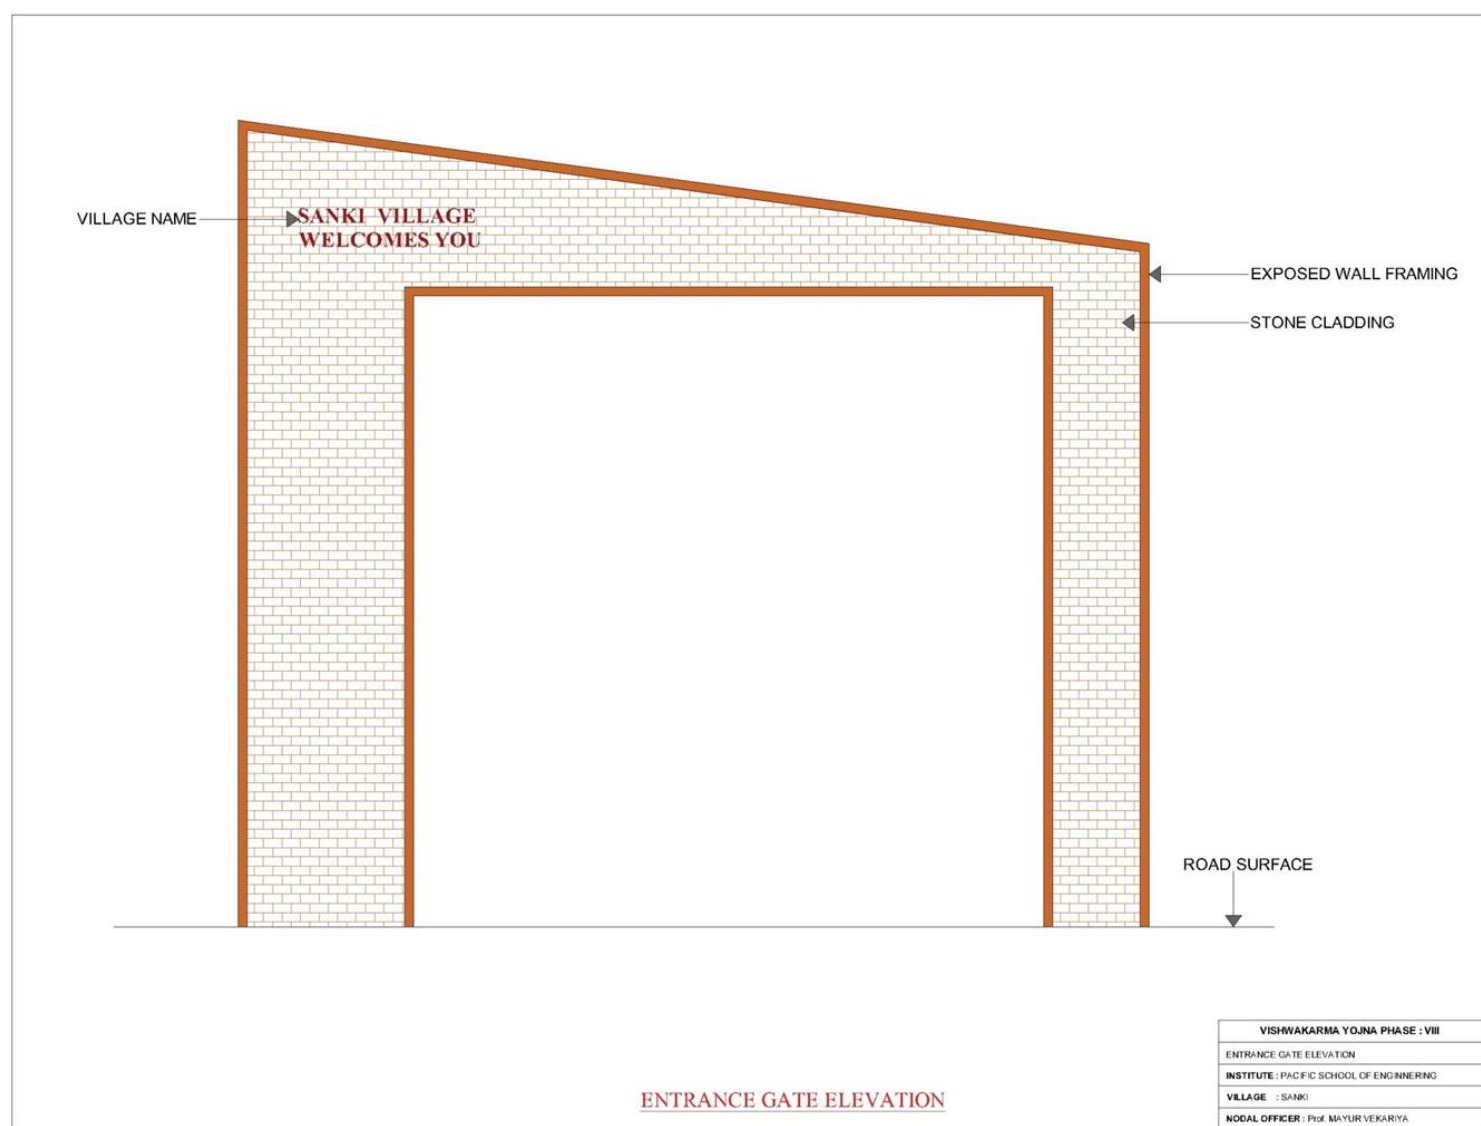 VILLAGE NAME
SANKI VILLAGE
WELCOMES YOU
EXPOSED WALL FRAMING
STONE CLADDING
ROAD SURFACE
ENTRANCE GATE ELEVATION
VISHWAKARMA YOJNA PHASE : VIII
ENTRANCE GATE ELEVATION
INSTITUTE : PACIFIC SCHOOL OF ENGINNERING
VILLAGE : SANKI
NODAL OFFICER : Prof. MAYUR VEKARIYA